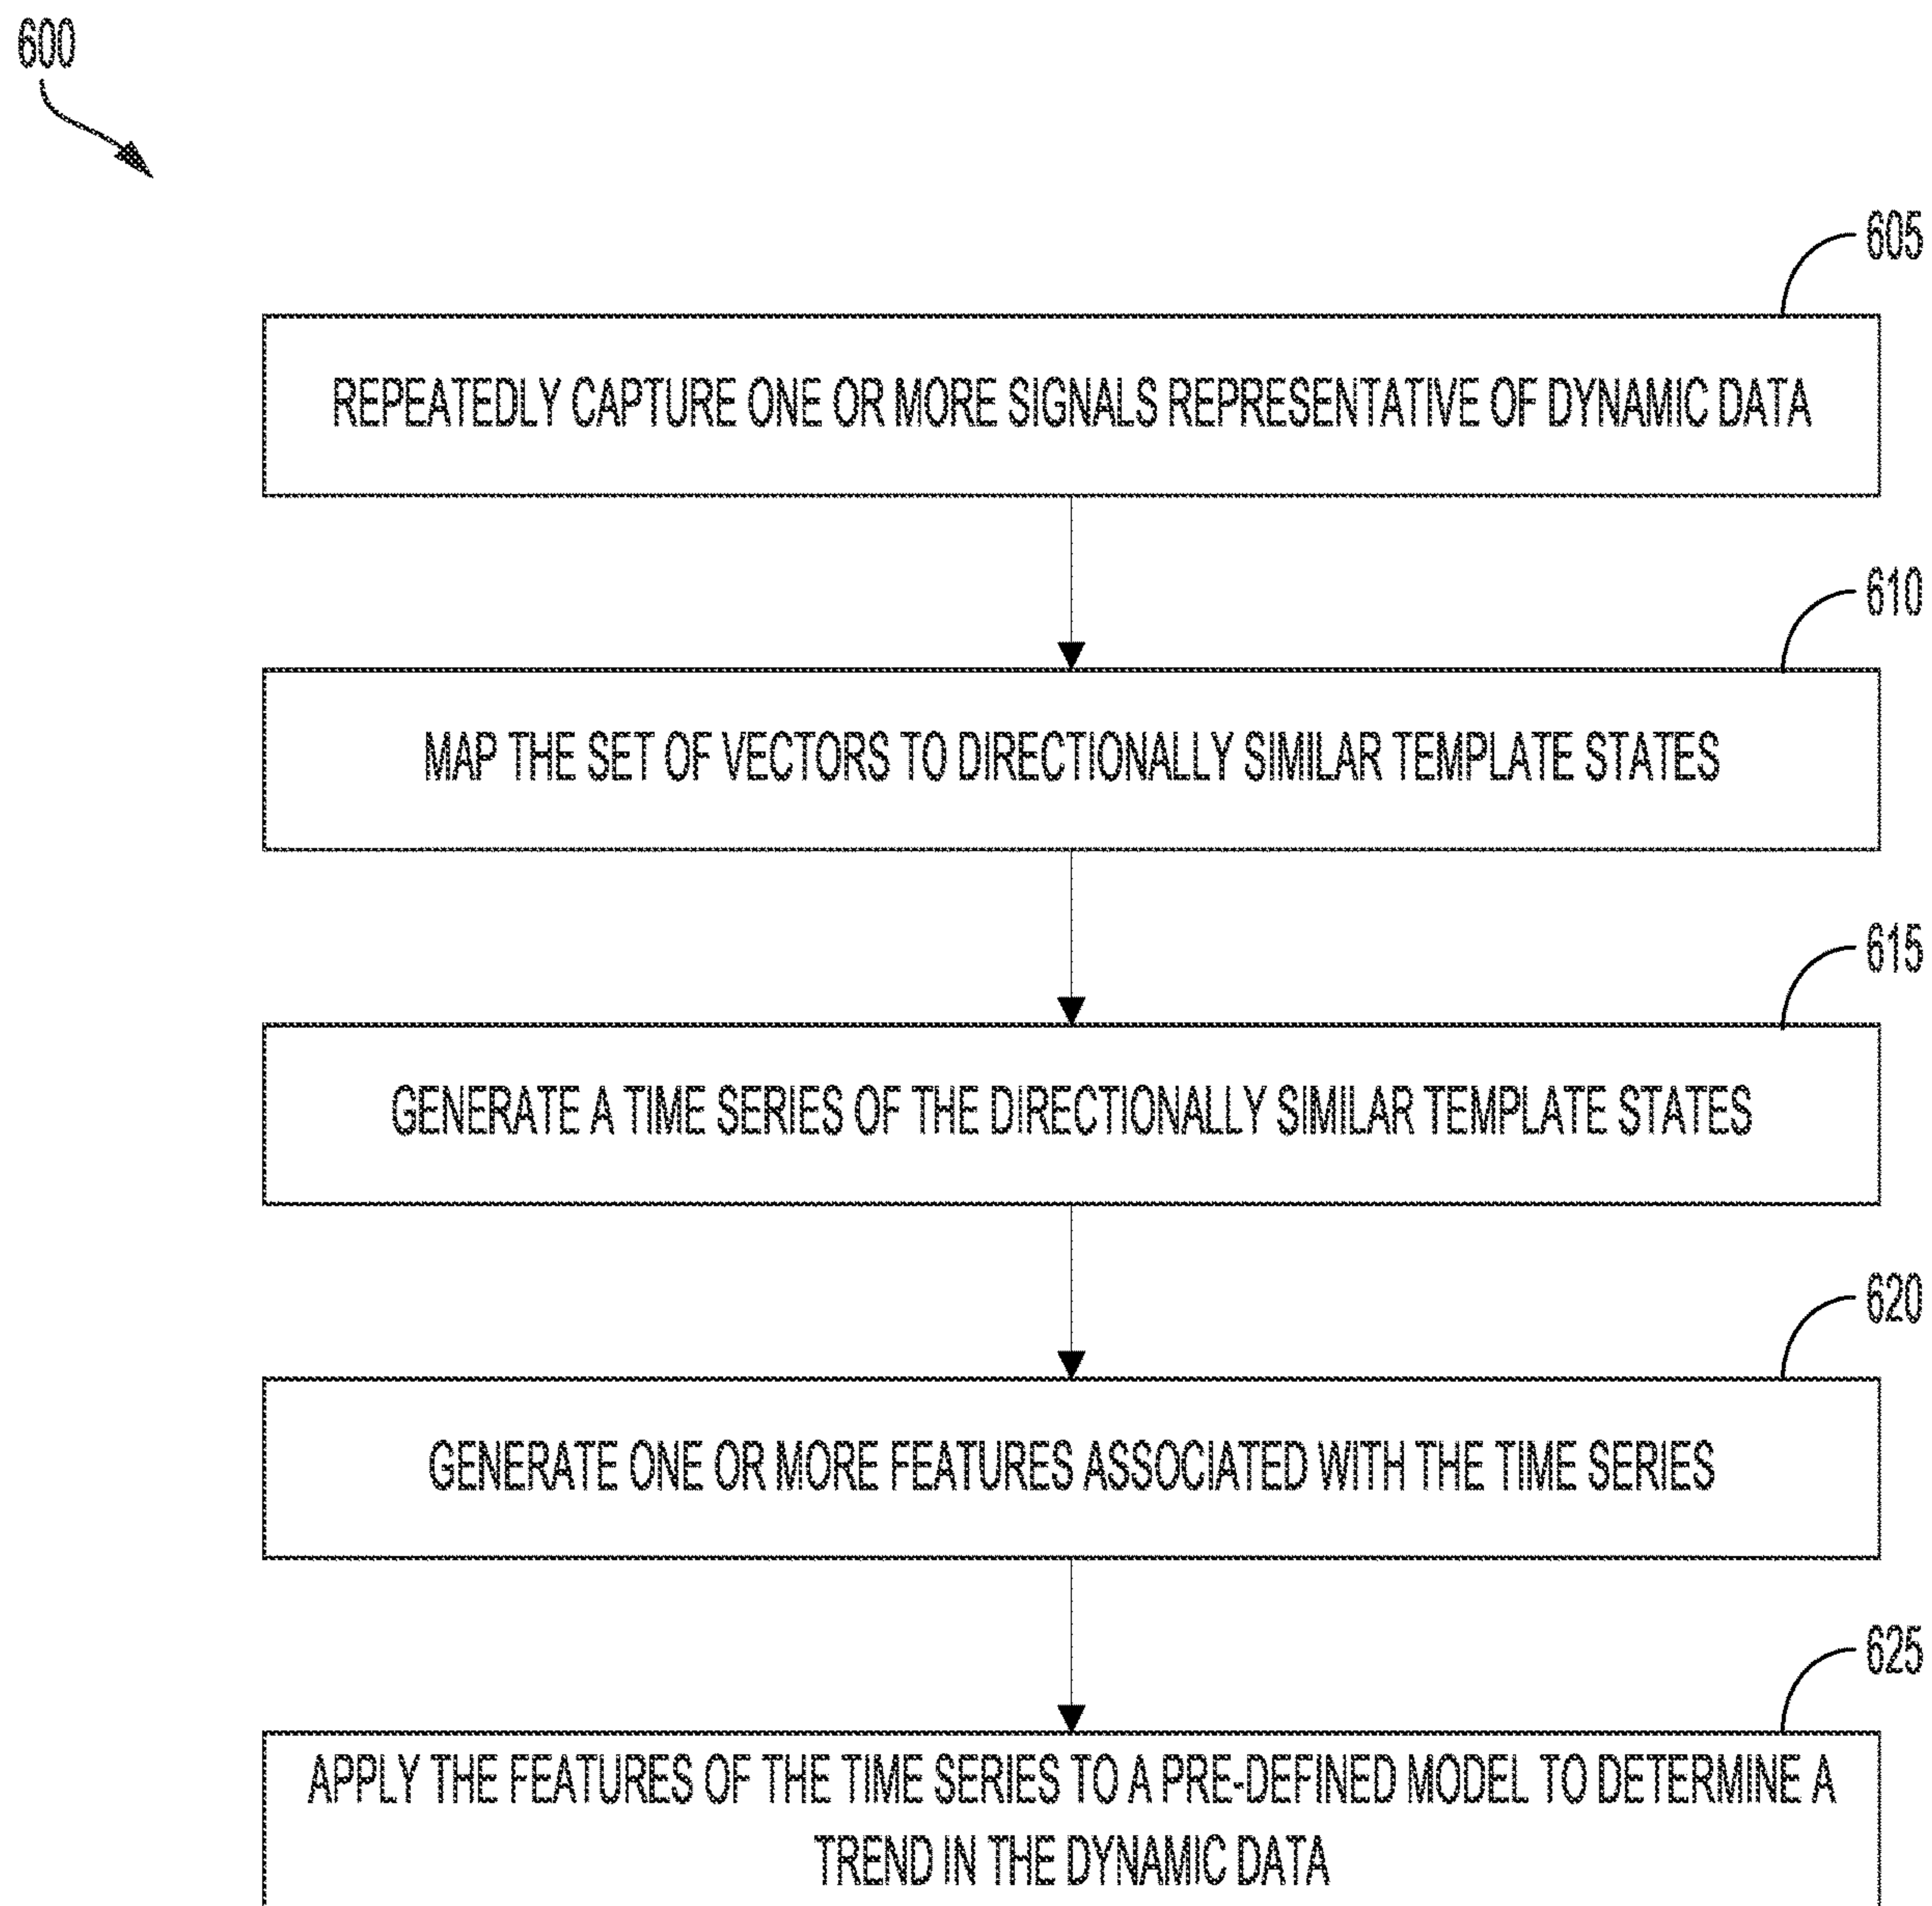 600
605
REPEATEDLY CAPTURE ONE OR MORE SIGNALS REPRESENTATIVE OF DYNAMIC DATA
610
MAP THE SET OF VECTORS TO DIRECTIONALLY SIMILAR TEMPLATE STATES
615
GENERATE A TIME SERIES OF THE DIRECTIONALLY SIMILAR TEMPLATE STATES
620
GENERATE ONE OR MORE FEATURES ASSOCIATED WITH THE TIME SERIES
625
APPLY THE FEATURES OF THE TIME SERIES TO A PRE-DEFINED MODEL TO DETERMINE A
TREND IN THE DYNAMIC DATA